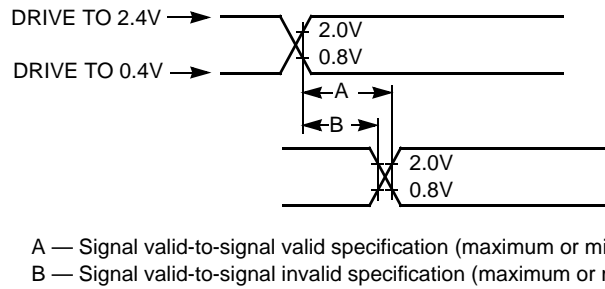 DRIVE TO 2.4V
2.0V
0.8V
DRIVE TO 0.4V
A
B
2.0V
0.8V
A — Signal valid-to-signal valid specification (maximum or mi
B — Signal valid-to-signal invalid specification (maximum or